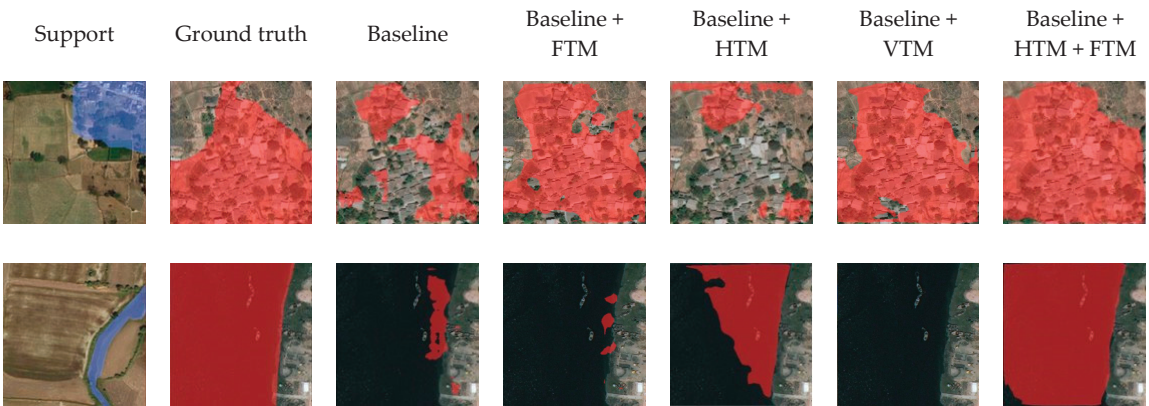 Support
Ground truth
Baseline
Baseline +
FTM
Baseline +
HTM
Baseline +
VTM
Baseline +
HTM + FTM